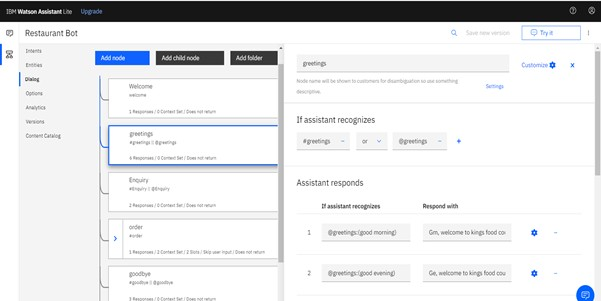 IBM Watson Assistant Lite Upgrade
Restaurant Bot
Save new version
Try it
Intents
Entities
Dialog
Options
Analytics
Versions
Content Catalog
Add node
Add child node
Add folder
Welcome
welcome
1 Responses / 0 Context Set / Does not return
greetings
#greetings || @greetings
6 Responses / 0 Context Set / Does not return
Enquiry
#Enquiry || @Enquiry
2 Responses / 0 Context Set / Does not return
order
#order
1 Responses / 2 Context Set / 2 Slots / Skip user input / Does not return
goodbye
#goodbye || @goodbye
3 Responses / 0 Context Set / Does not return
greetings
Customize
X
Node name will be shown to customers for disambiguation so use something
descriptive.
Settings
If assistant recognizes
#greetings − or @greetings − +
Assistant responds
If assistant recognizes Respond with
1 @greetings:(good morning) Gm, welcome to kings food co
2 @greetings:(good evening) Ge, welcome to kings food cou